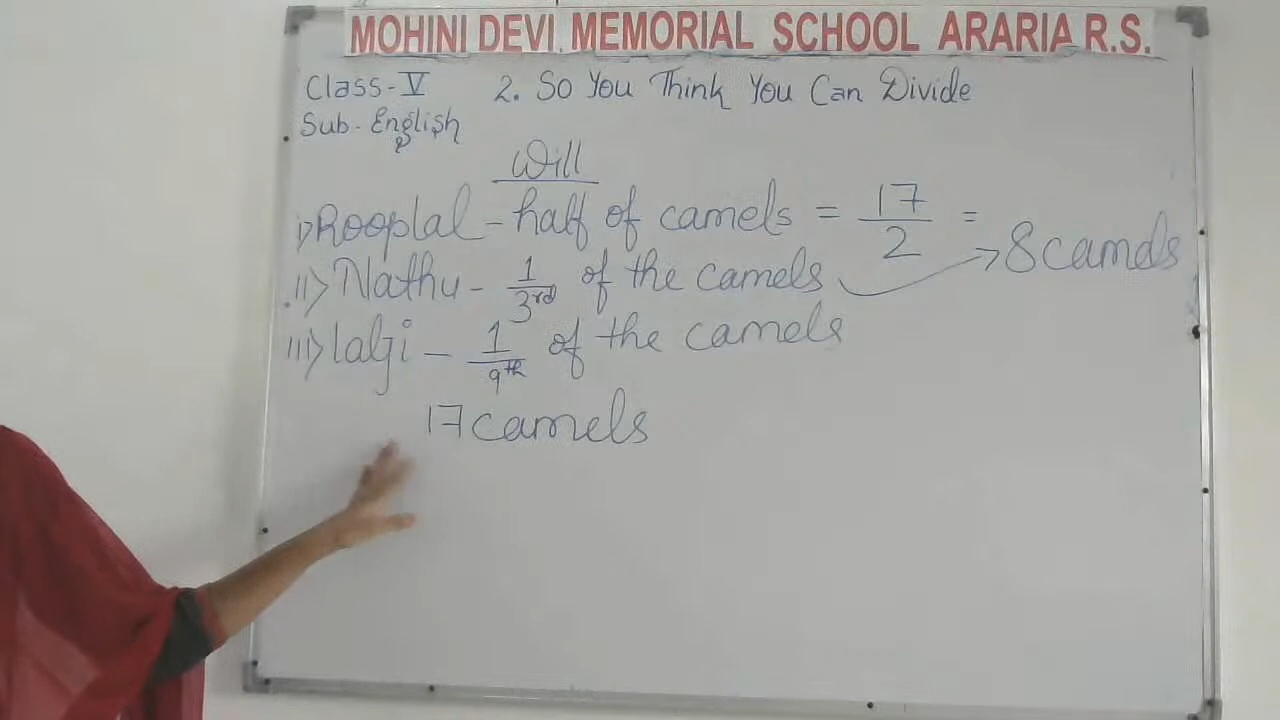 MOHINI DEVI MEMORIAL SCHOOL ARARIA R.S.
Class-V 2. So You Think You Can Divide
Sub-English
Will
i) Rooplal - half of camels = 17/2 =
ii) Nathu - 1/3rd of the camels → 8 camels
iii) lalji - 1/9th of the camels
17 camels